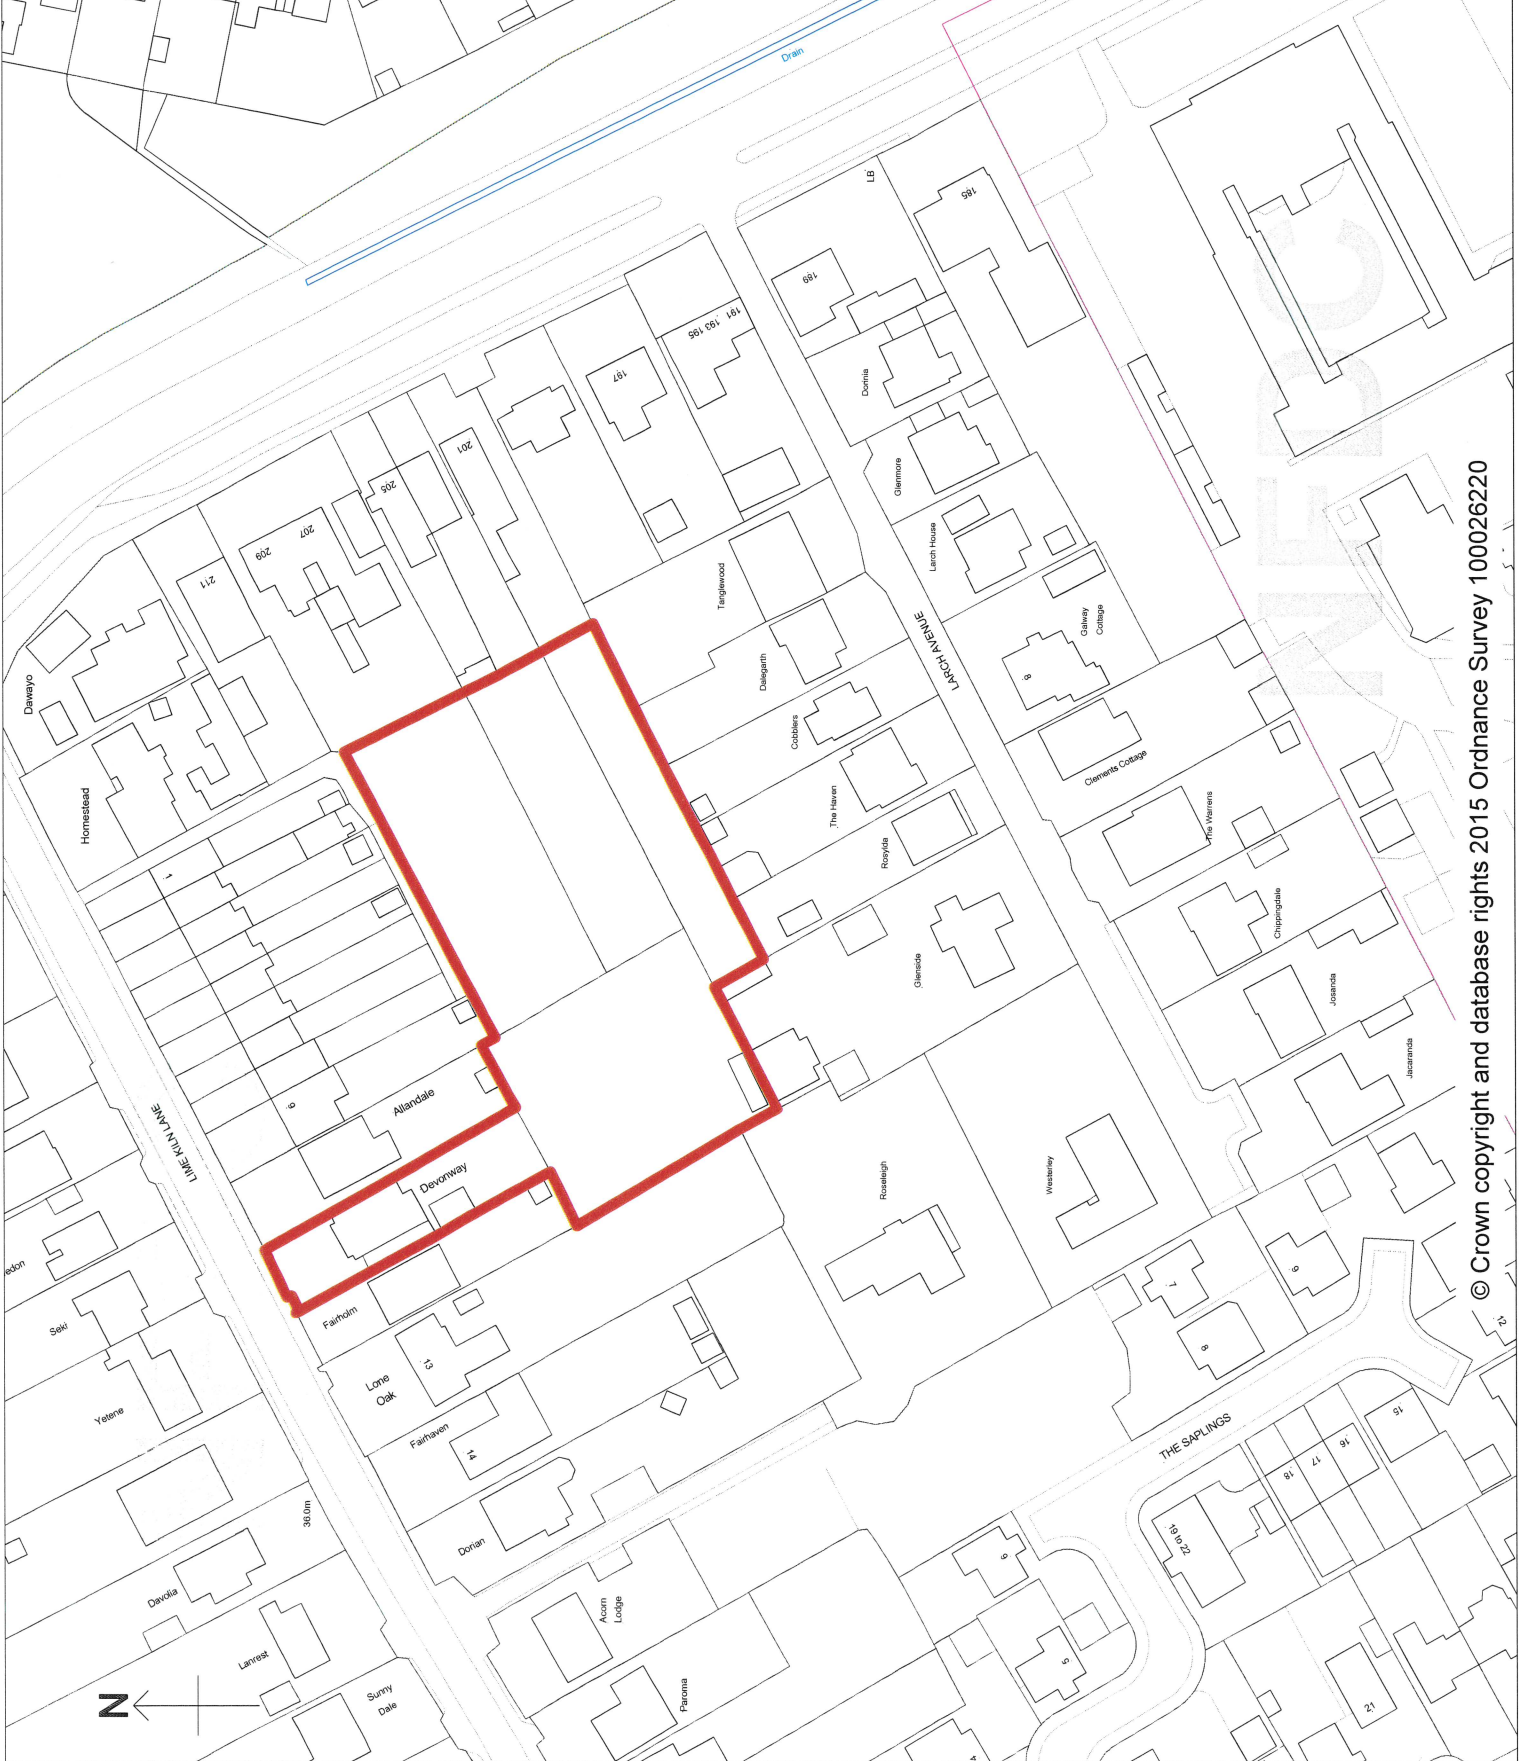 Drain
LB
185
189
191
193 195
197
Dorinia
201
205
207
209
211
Glenmore
Larch House
Tanglewood
Galway
Cottage
8
LARCH AVENUE
Dawayo
Dalegarth
Cobblers
Clements Cottage
Homestead
The Haven
The Warrens
Rosylda
1
Chippingdale
Glenside
Josanda
Jacaranda
9
Allandale
LIME KILN LANE
Devonway
Roseleigh
Westerley
edon
Seki
Fairholm
13
Lone
Oak
7
9
8
12
Yetene
Fairhaven
14
THE SAPLINGS
15
16
17
18
19 to 22
36.0m
Dorian
Davolia
Acorn
Lodge
6
5
Lanrest
Sunny
Dale
Paroma
21
N
NFDC
© Crown copyright and database rights 2015 Ordnance Survey 100026220